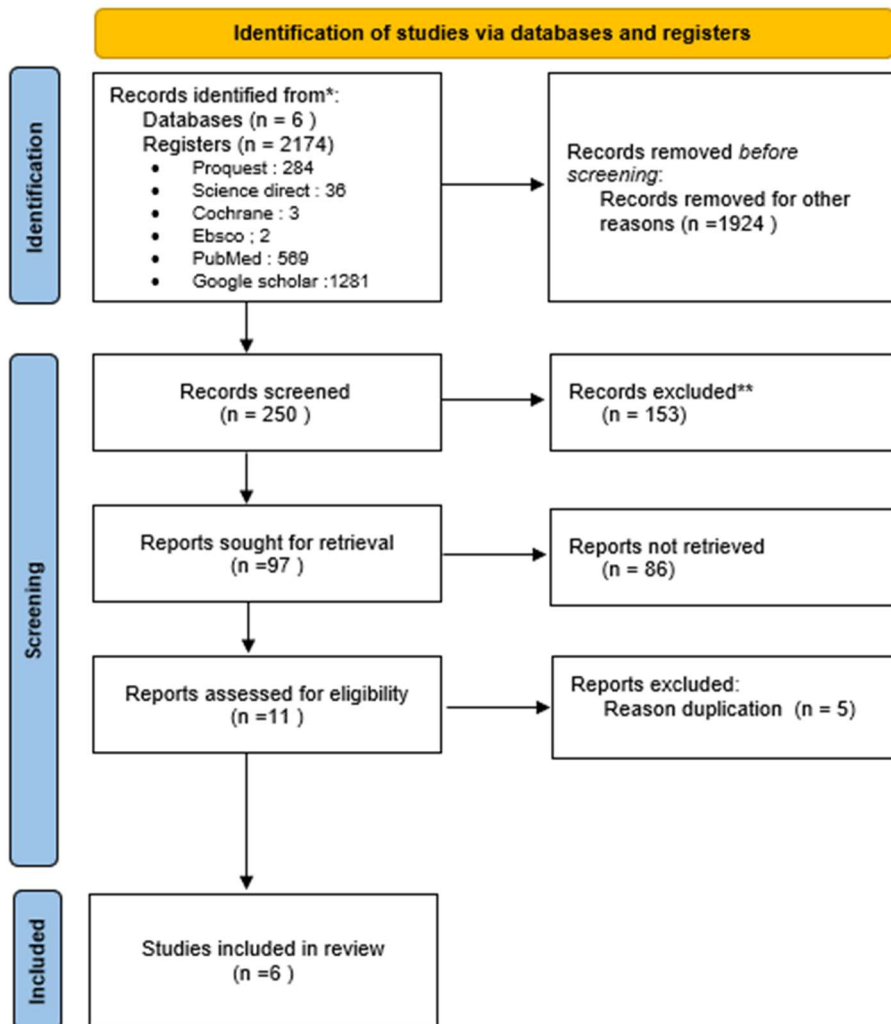 Identification of studies via databases and registers
Identification
Records identified from*:
Databases (n = 6 )
Registers (n = 2174)
• Proquest : 284
• Science direct : 36
• Cochrane : 3
• Ebsco ; 2
• PubMed : 569
• Google scholar :1281
Records removed before
screening:
Records removed for other
reasons (n =1924 )
Screening
Records screened
(n = 250 )
Records excluded**
(n = 153)
Reports sought for retrieval
(n =97 )
Reports not retrieved
(n = 86)
Reports assessed for eligibility
(n =11 )
Reports excluded:
Reason duplication (n = 5)
Included
Studies included in review
(n =6 )